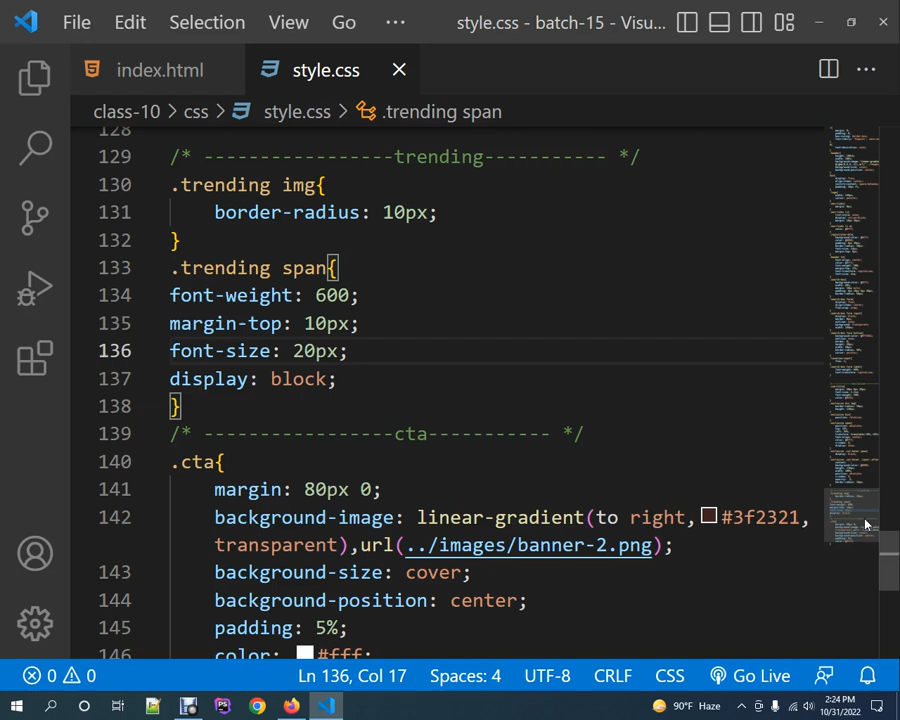 File Edit Selection View Go ··· style.css - batch-15 - Visu...
index.html style.css
class-10 > css > style.css > .trending span
128
129 /* -----------------trending----------- */
130 .trending img{
131 border-radius: 10px;
132 }
133 .trending span{
134 font-weight: 600;
135 margin-top: 10px;
136 font-size: 20px;
137 display: block;
138 }
139 /* -----------------cta----------- */
140 .cta{
141 margin: 80px 0;
142 background-image: linear-gradient(to right,#3f2321,
transparent),url(../images/banner-2.png);
143 background-size: cover;
144 background-position: center;
145 padding: 5%;
146 color: #fff;
0 0 Ln 136, Col 17 Spaces: 4 UTF-8 CRLF CSS Go Live
90°F Haze 2:24 PM
10/31/2022